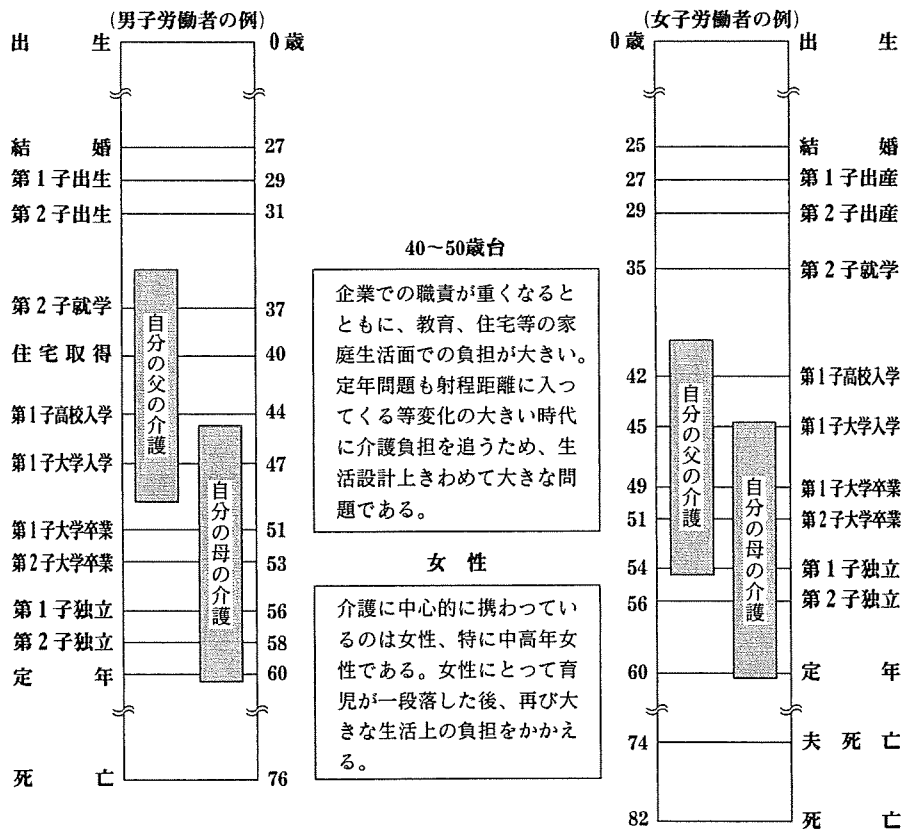 (男子労働者の例)
出生 0歳
結婚 27
第1子出生 29
第2子出生 31
第2子就学 37
住宅取得 40
第1子高校入学 44
第1子大学入学 47
第1子大学卒業 51
第2子大学卒業 53
第1子独立 56
第2子独立 58
定年 60
死亡 76
自分の父の介護
自分の母の介護
40~50歳台
企業での職責が重くなると
ともに、教育、住宅等の家
庭生活面での負担が大きい。
定年問題も射程距離に入っ
てくる等変化の大きい時代
に介護負担を追うため、生
活設計上きわめて大きな問
題である。
女性
介護に中心的に携わってい
るのは女性、特に中高年女
性である。女性にとって育
児が一段落した後、再び大
きな生活上の負担をかかえ
る。
(女子労働者の例)
0歳 出生
25 結婚
27 第1子出産
29 第2子出産
35 第2子就学
42 第1子高校入学
45 第1子大学入学
49 第1子大学卒業
51 第2子大学卒業
54 第1子独立
56 第2子独立
60 定年
74 夫死亡
82 死亡
自分の父の介護
自分の母の介護